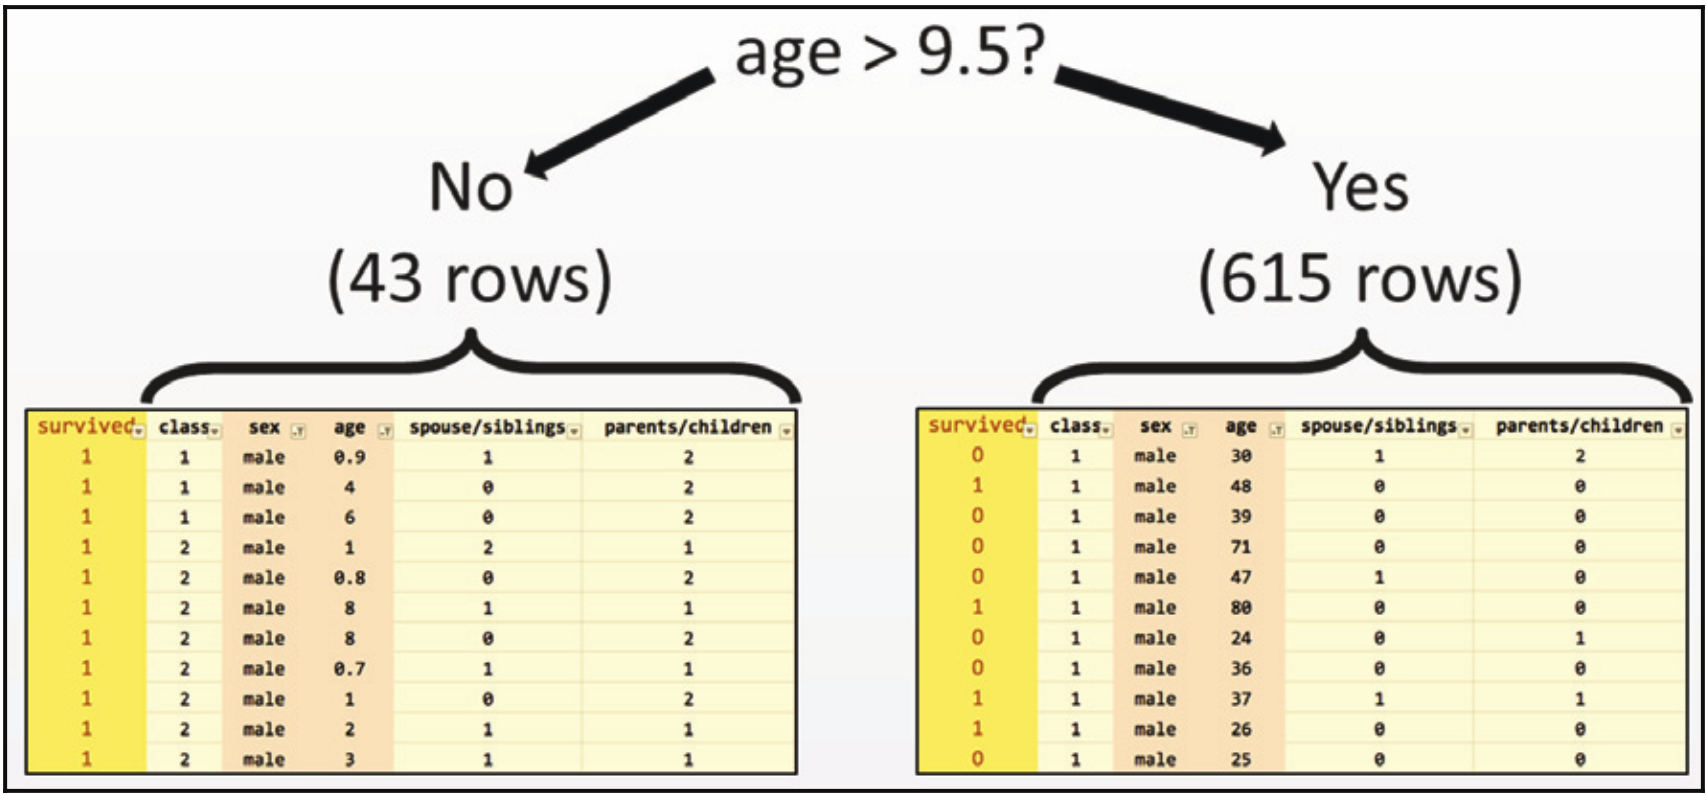 age > 9.5?
No
Yes
(43 rows)
(615 rows)
survived class sex age spouse/siblings parents/children
1 1 male 0.9 1 2
1 1 male 4 0 2
1 1 male 6 0 2
1 2 male 1 2 1
1 2 male 0.8 0 2
1 2 male 8 1 1
1 2 male 8 0 2
1 2 male 0.7 1 1
1 2 male 1 0 2
1 2 male 2 1 1
1 2 male 3 1 1
survived class sex age spouse/siblings parents/children
0 1 male 30 1 2
1 1 male 48 0 0
0 1 male 39 0 0
0 1 male 71 0 0
0 1 male 47 1 0
1 1 male 80 0 0
0 1 male 24 0 1
0 1 male 36 0 0
1 1 male 37 1 1
1 1 male 26 0 0
0 1 male 25 0 0